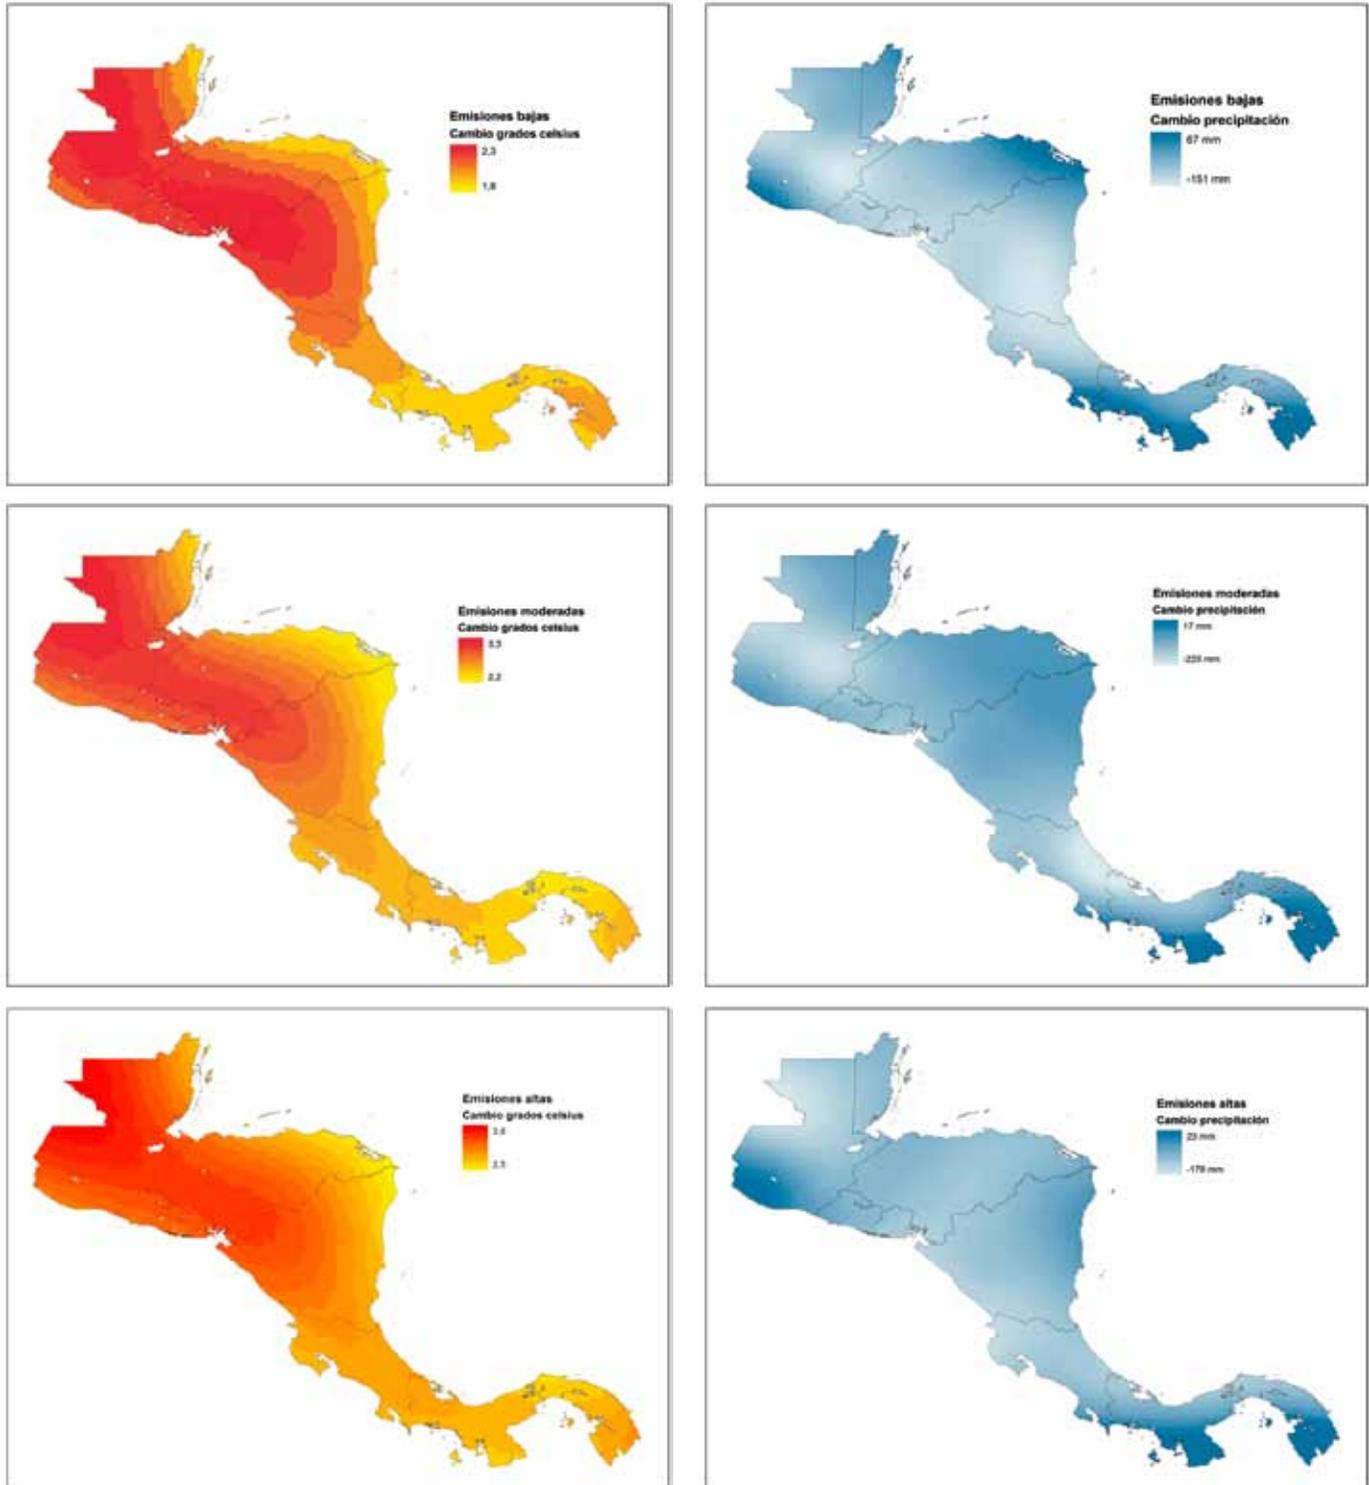 Emisiones bajas
Cambio grados celsius
2,3
1,8
Emisiones bajas
Cambio precipitación
67 mm
-151 mm
Emisiones moderadas
Cambio grados celsius
3,3
2,2
Emisiones moderadas
Cambio precipitación
17 mm
Emisiones altas
Cambio grados celsius
Emisiones altas
Cambio precipitación
23 mm